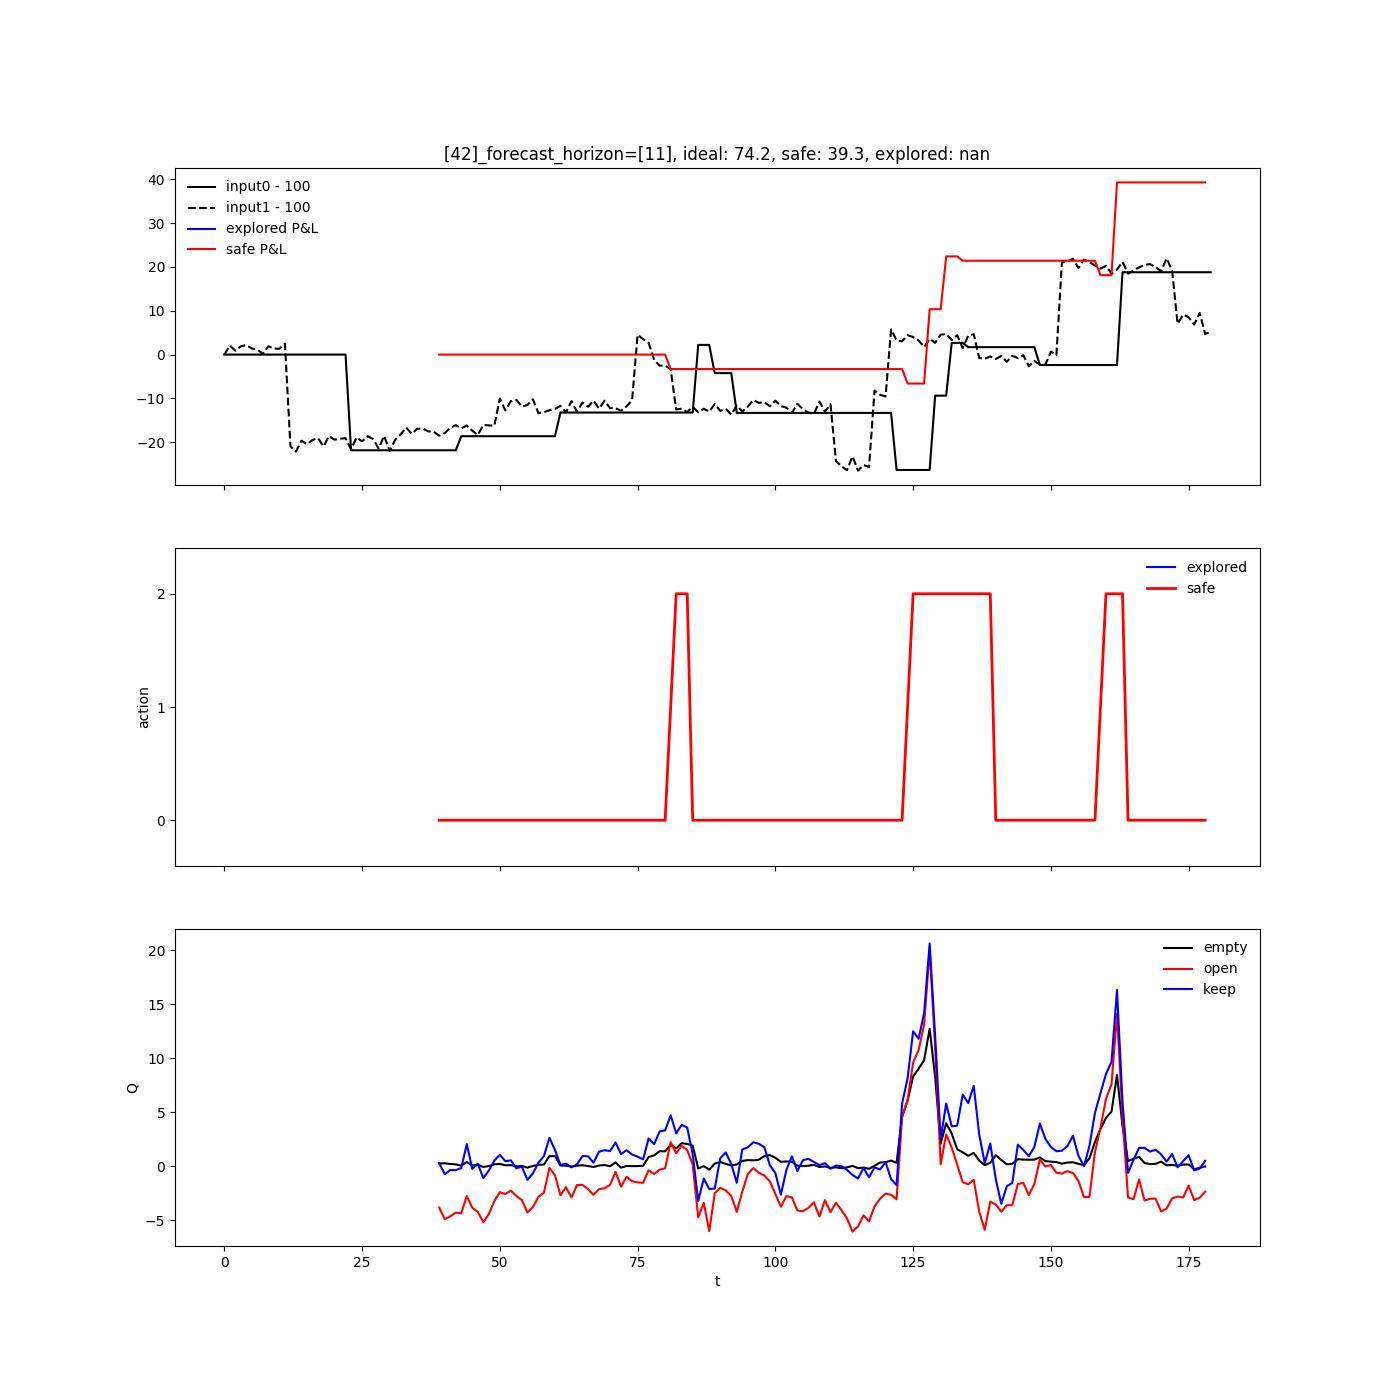 [42]_forecast_horizon=[11], ideal: 74.2, safe: 39.3, explored: nan
40
30
20
10
0
−10
−20
input0 - 100
input1 - 100
explored P&L
safe P&L
2
1
0
action
explored
safe
20
15
10
5
0
−5
Q
empty
open
keep
0 25 50 75 100 125 150 175
t